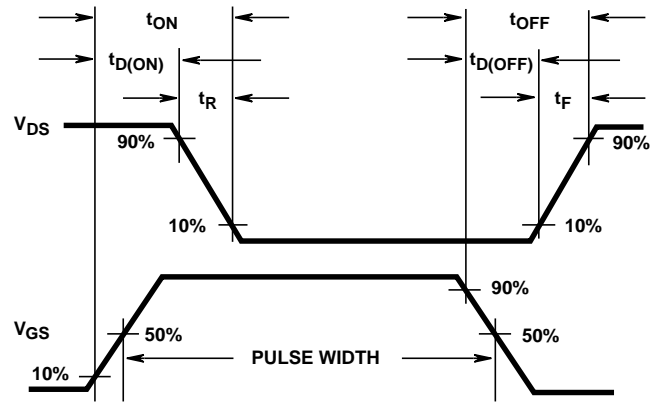 tON tOFF
tD(ON) tD(OFF)
tR tF
VDS
90% 90%
10% 10%
90%
VGS 50% 50%
PULSE WIDTH
10%